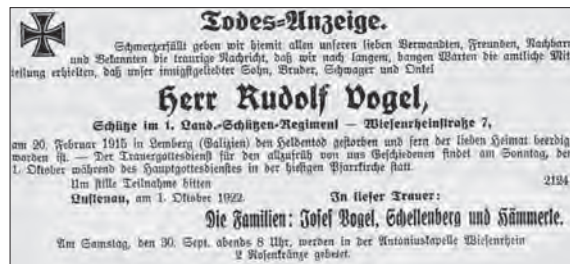 Todes-Anzeige.
Schmerzerfüllt geben wir hiemit allen unseren lieben Verwandten, Freunden, Nachbarn
und Bekannten die traurige Nachricht, daß wir nach langem, bangen Warten die amtliche Mit
teilung erhielten, daß unser innigstgeliebter Sohn, Bruder, Schwager und Onkel
Herr Rudolf Vogel,
Schütze im 1. Land.-Schützen-Regiment — Wiesenrheinstraße 7,
am 20. Februar 1915 in Lemberg (Galizien) den Heldentod gestorben und fern der lieben Heimat beerdig
worden ist. — Der Trauergottesdienst für den allzufrüh von uns Geschiedenen findet am Sonntag, den
1. Oktober während des Hauptgottesdienstes in der hiesigen Pfarrkirche statt.
Um stille Teilnahme bitten 2124
Lustenau, am 1. Oktober 1922. In tiefer Trauer:
Die Familien: Josef Vogel, Schellenberg und Hämmerle.
Am Samstag, den 30. Sept. abends 8 Uhr, werden in der Antoniuskapelle Wiesenrhein
2 Rosenkränze gebetet.